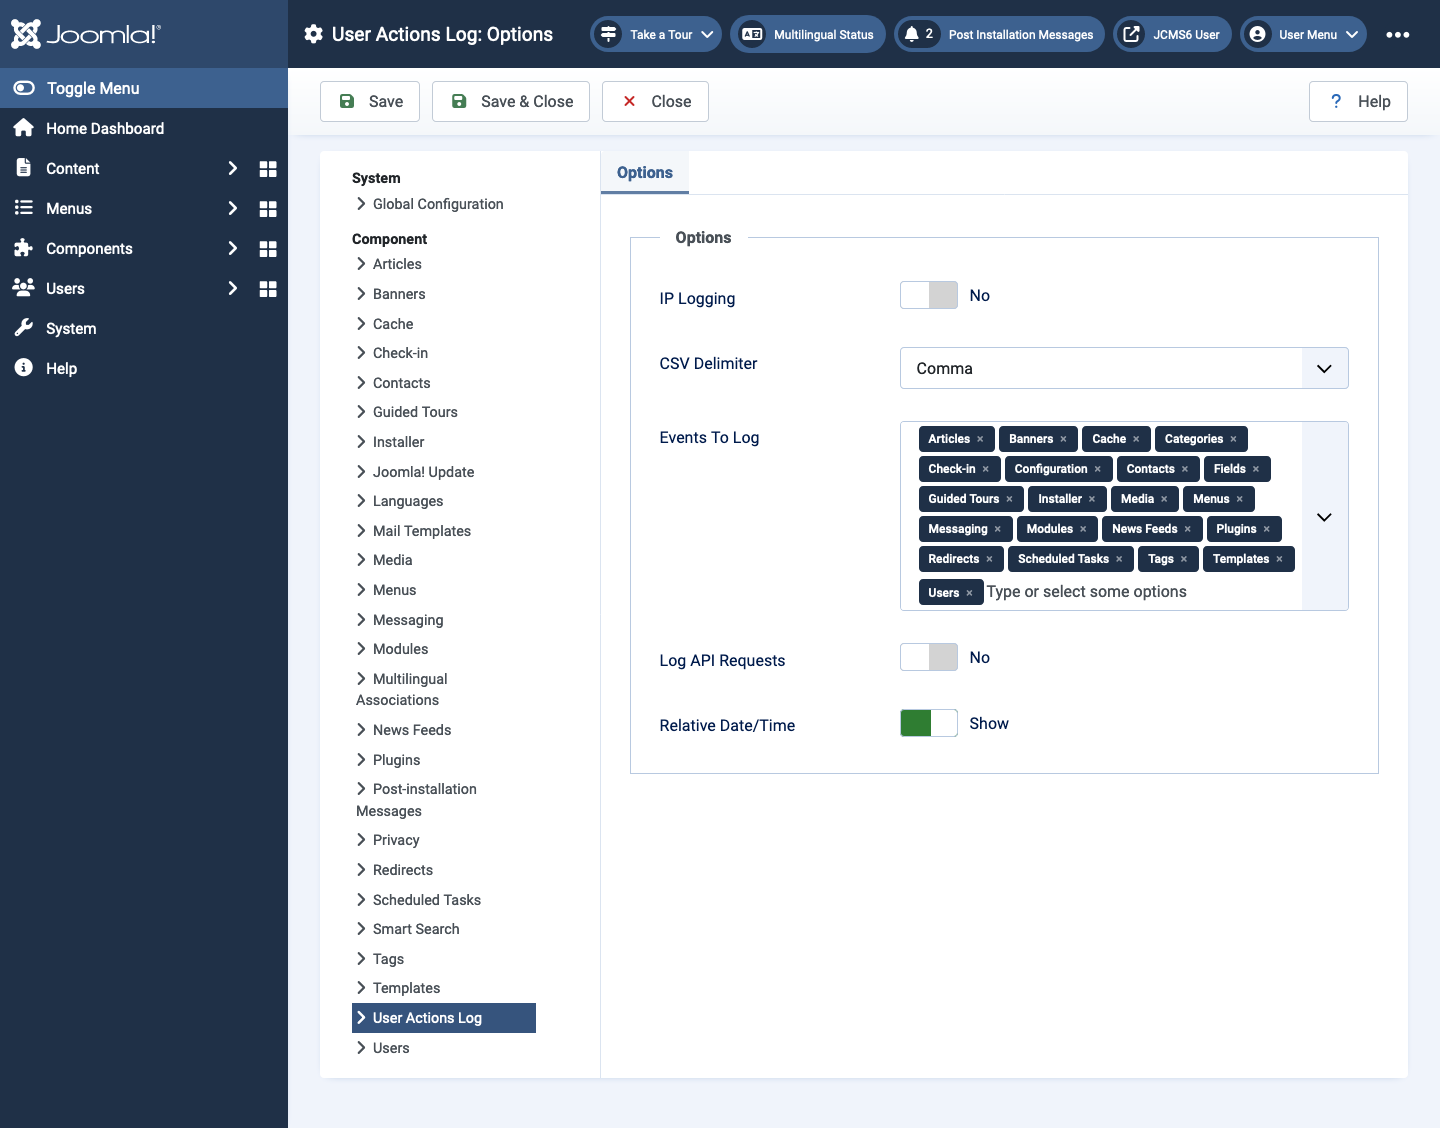 Joomla!®
User Actions Log: Options
Take a Tour
Multilingual Status
2 Post Installation Messages
JCMS6 User
User Menu
Toggle Menu
Home Dashboard
Content
Menus
Components
Users
System
Help
Save
Save & Close
Close
? Help
System
Global Configuration
Component
Articles
Banners
Cache
Check-in
Contacts
Guided Tours
Installer
Joomla! Update
Languages
Mail Templates
Media
Menus
Messaging
Modules
Multilingual
Associations
News Feeds
Plugins
Post-installation
Messages
Privacy
Redirects
Scheduled Tasks
Smart Search
Tags
Templates
User Actions Log
Users
Options
Options
IP Logging
No
CSV Delimiter
Comma
Events To Log
Articles × Banners × Cache × Categories ×
Check-in × Configuration × Contacts × Fields ×
Guided Tours × Installer × Media × Menus ×
Messaging × Modules × News Feeds × Plugins ×
Redirects × Scheduled Tasks × Tags × Templates ×
Users × Type or select some options
Log API Requests
No
Relative Date/Time
Show